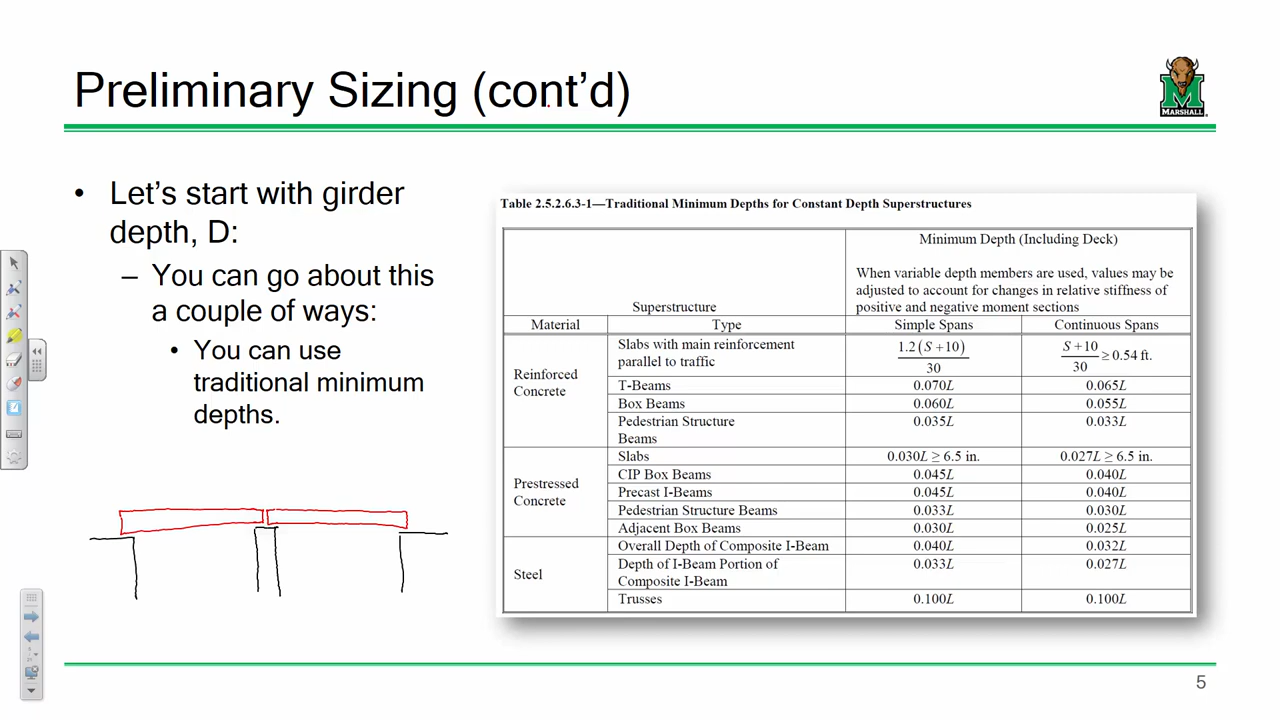 Preliminary Sizing (cont’d)
MARSHALL
• Let’s start with girder
depth, D:
– You can go about this
a couple of ways:
• You can use
traditional minimum
depths.
Table 2.5.2.6.3-1—Traditional Minimum Depths for Constant Depth Superstructures
Superstructure
Minimum Depth (Including Deck)
When variable depth members are used, values may be
adjusted to account for changes in relative stiffness of
positive and negative moment sections
Material Type Simple Spans Continuous Spans
Reinforced
Concrete
Slabs with main reinforcement
parallel to traffic
1.2(S+10)
30
S+10
30
≥ 0.54 ft.
T-Beams 0.070L 0.065L
Box Beams 0.060L 0.055L
Pedestrian Structure
Beams
0.035L 0.033L
Prestressed
Concrete
Slabs 0.030L ≥ 6.5 in. 0.027L ≥ 6.5 in.
CIP Box Beams 0.045L 0.040L
Precast I-Beams 0.045L 0.040L
Pedestrian Structure Beams 0.033L 0.030L
Adjacent Box Beams 0.030L 0.025L
Steel
Overall Depth of Composite I-Beam 0.040L 0.032L
Depth of I-Beam Portion of
Composite I-Beam
0.033L 0.027L
Trusses 0.100L 0.100L
5